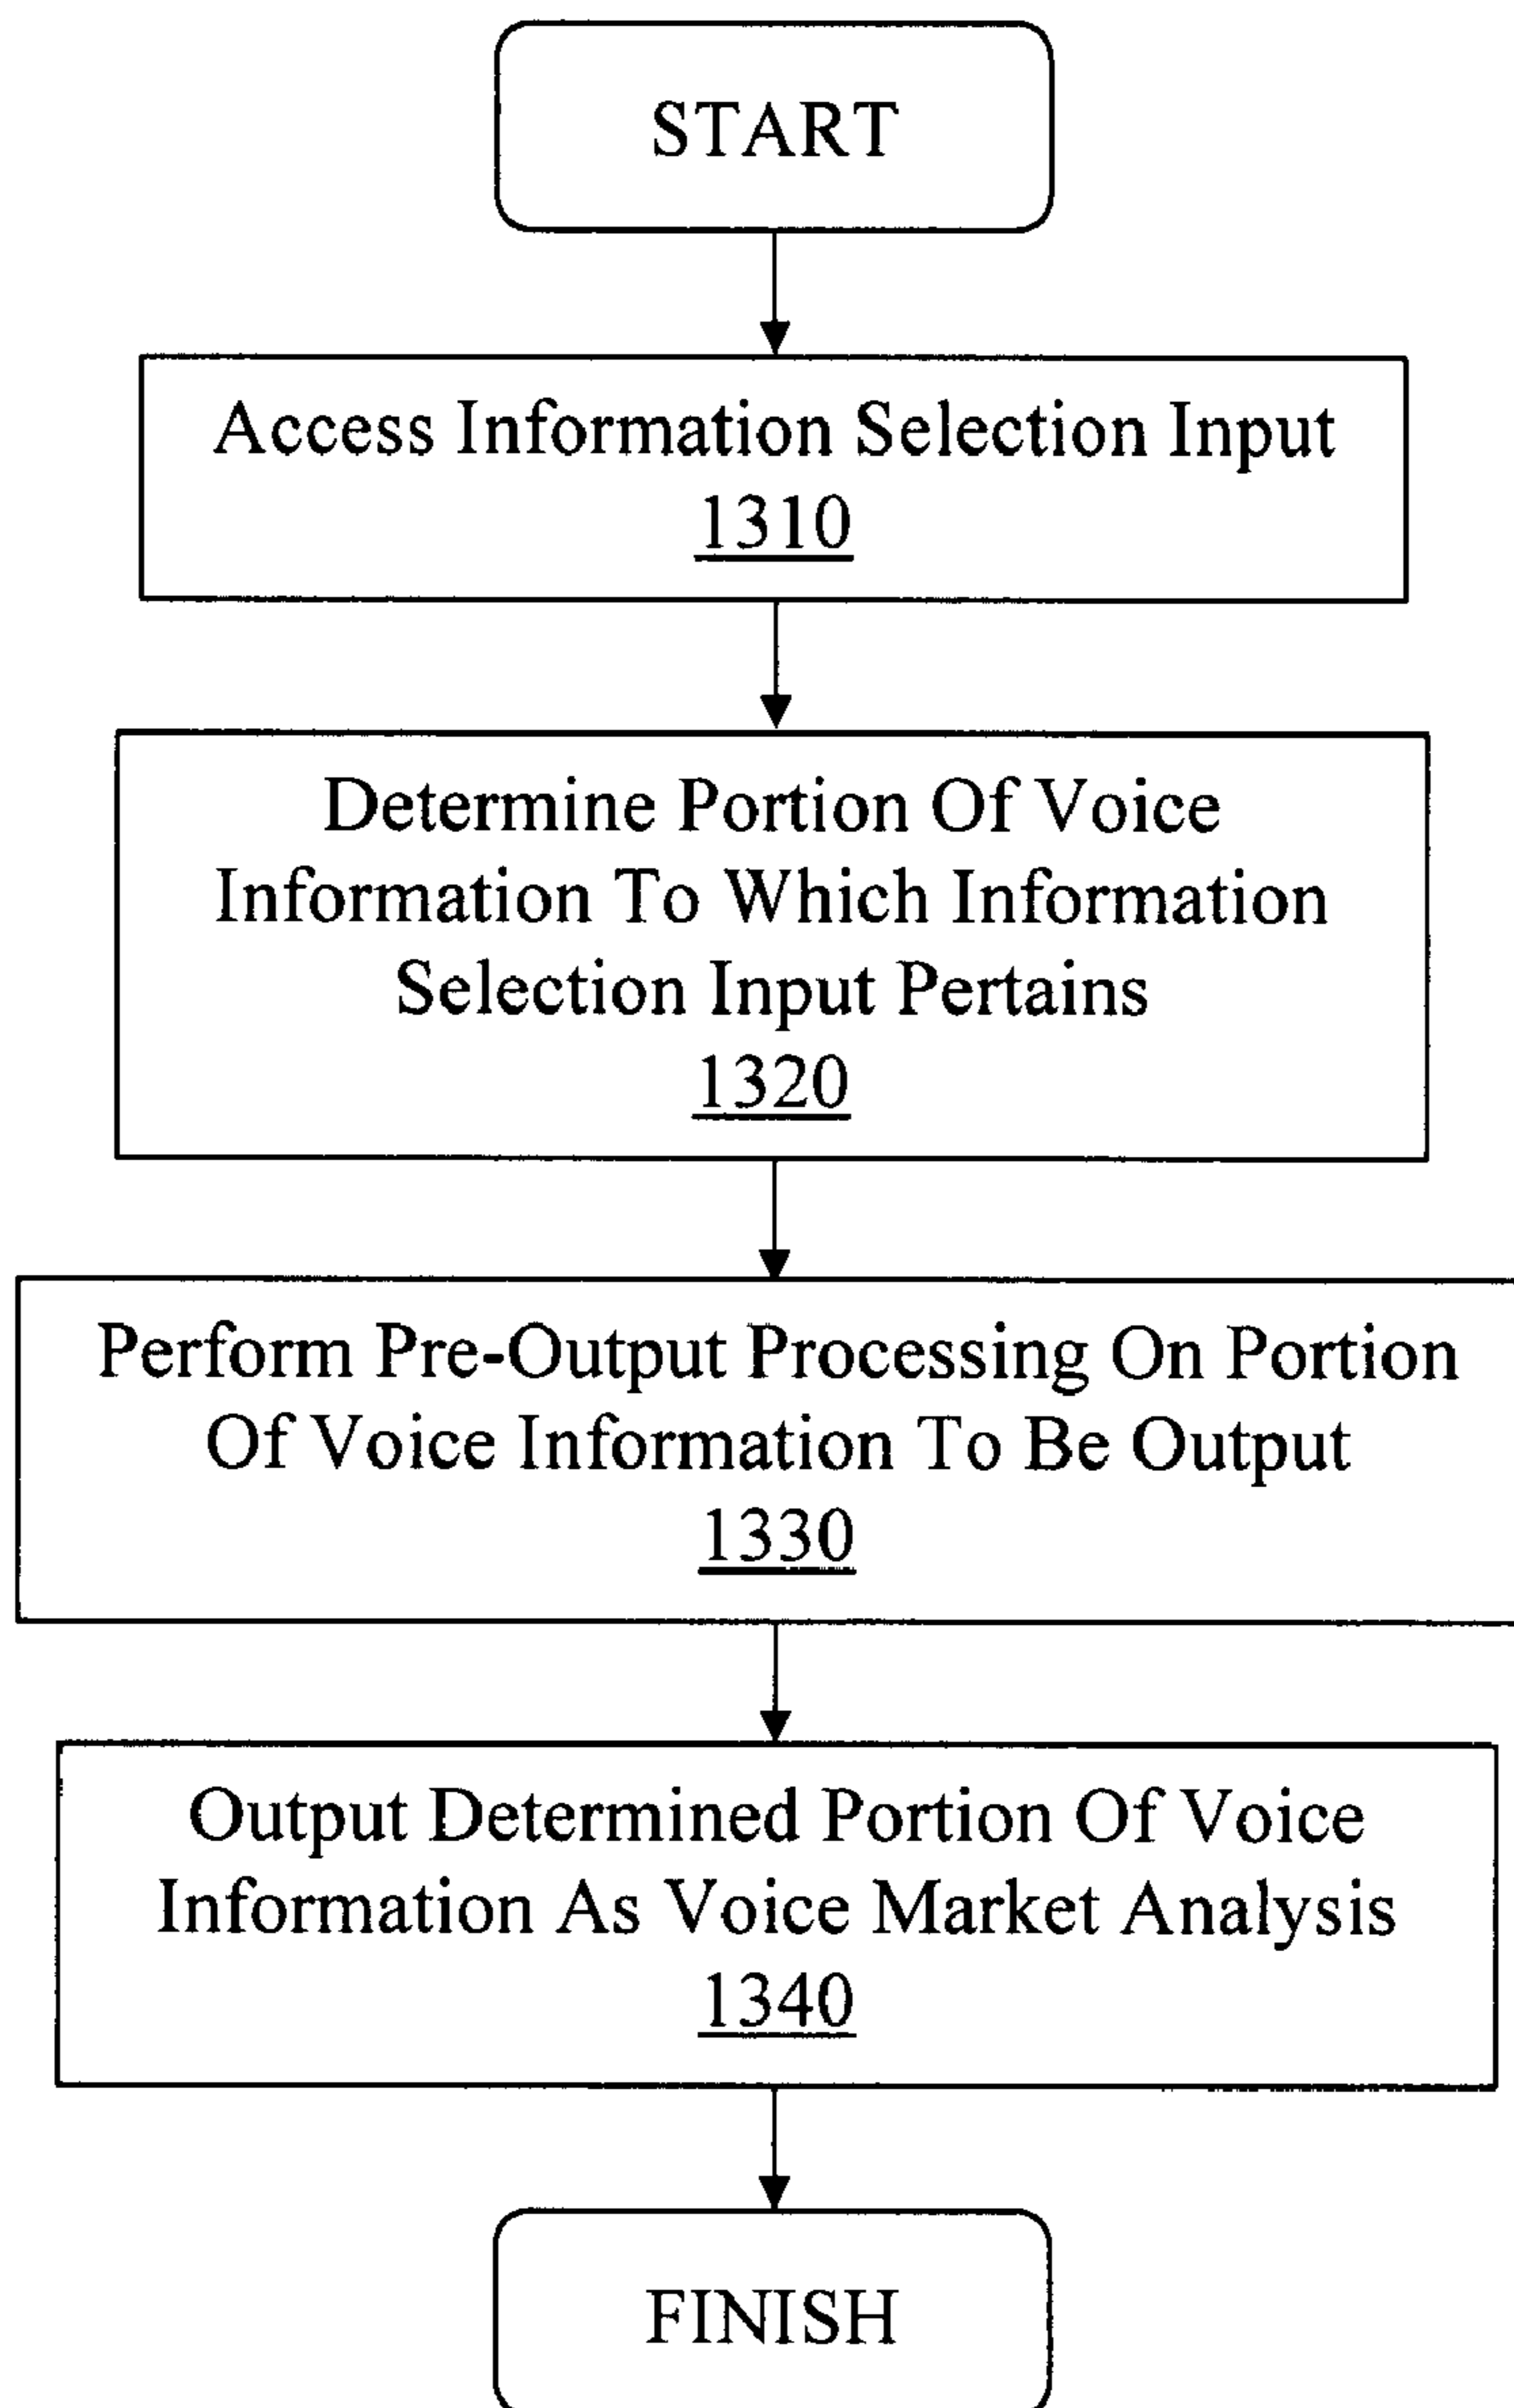 START
Access Information Selection Input
1310
Determine Portion Of Voice
Information To Which Information
Selection Input Pertains
1320
Perform Pre-Output Processing On Portion
Of Voice Information To Be Output
1330
Output Determined Portion Of Voice
Information As Voice Market Analysis
1340
FINISH